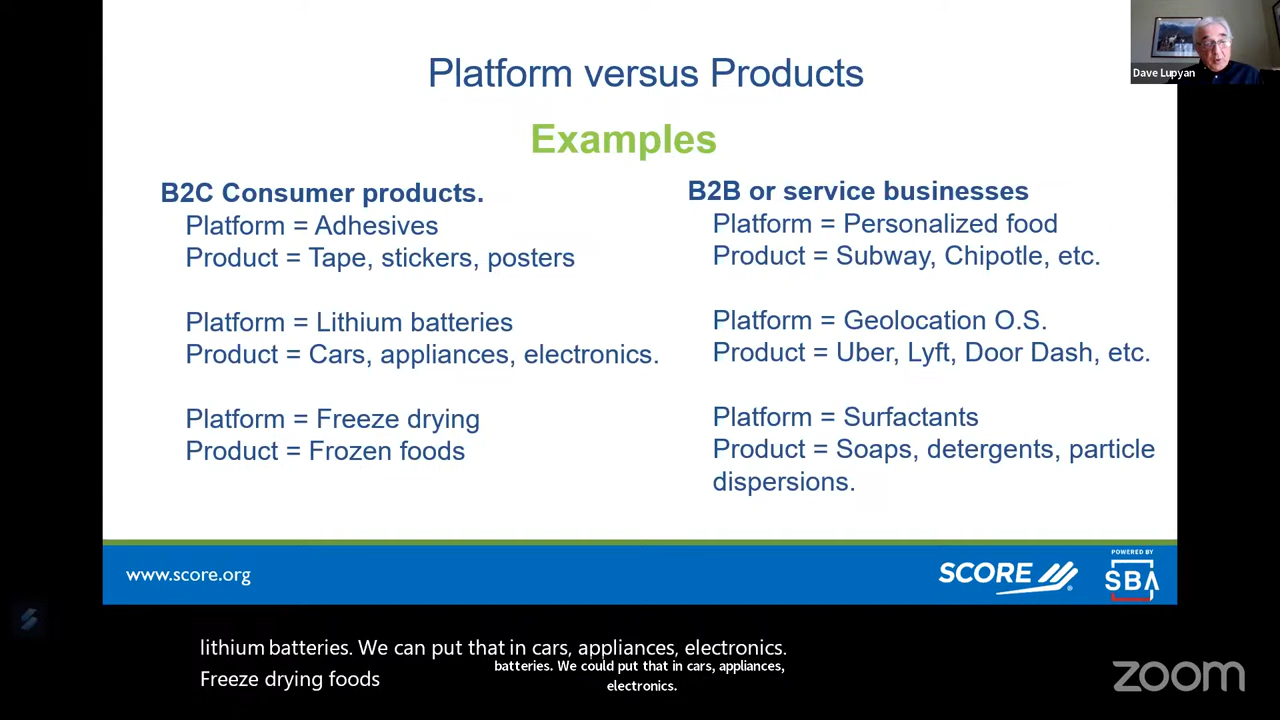 Platform versus Products
Examples
B2C Consumer products.
Platform = Adhesives
Product = Tape, stickers, posters
Platform = Lithium batteries
Product = Cars, appliances, electronics.
Platform = Freeze drying
Product = Frozen foods
B2B or service businesses
Platform = Personalized food
Product = Subway, Chipotle, etc.
Platform = Geolocation O.S.
Product = Uber, Lyft, Door Dash, etc.
Platform = Surfactants
Product = Soaps, detergents, particle
dispersions.
Dave Lupyan
www.score.org
SCORE
POWERED BY
SBA
lithium batteries. We can put that in cars, appliances, electronics.
Freeze drying foods
batteries. We could put that in cars, appliances,
electronics.
zoom